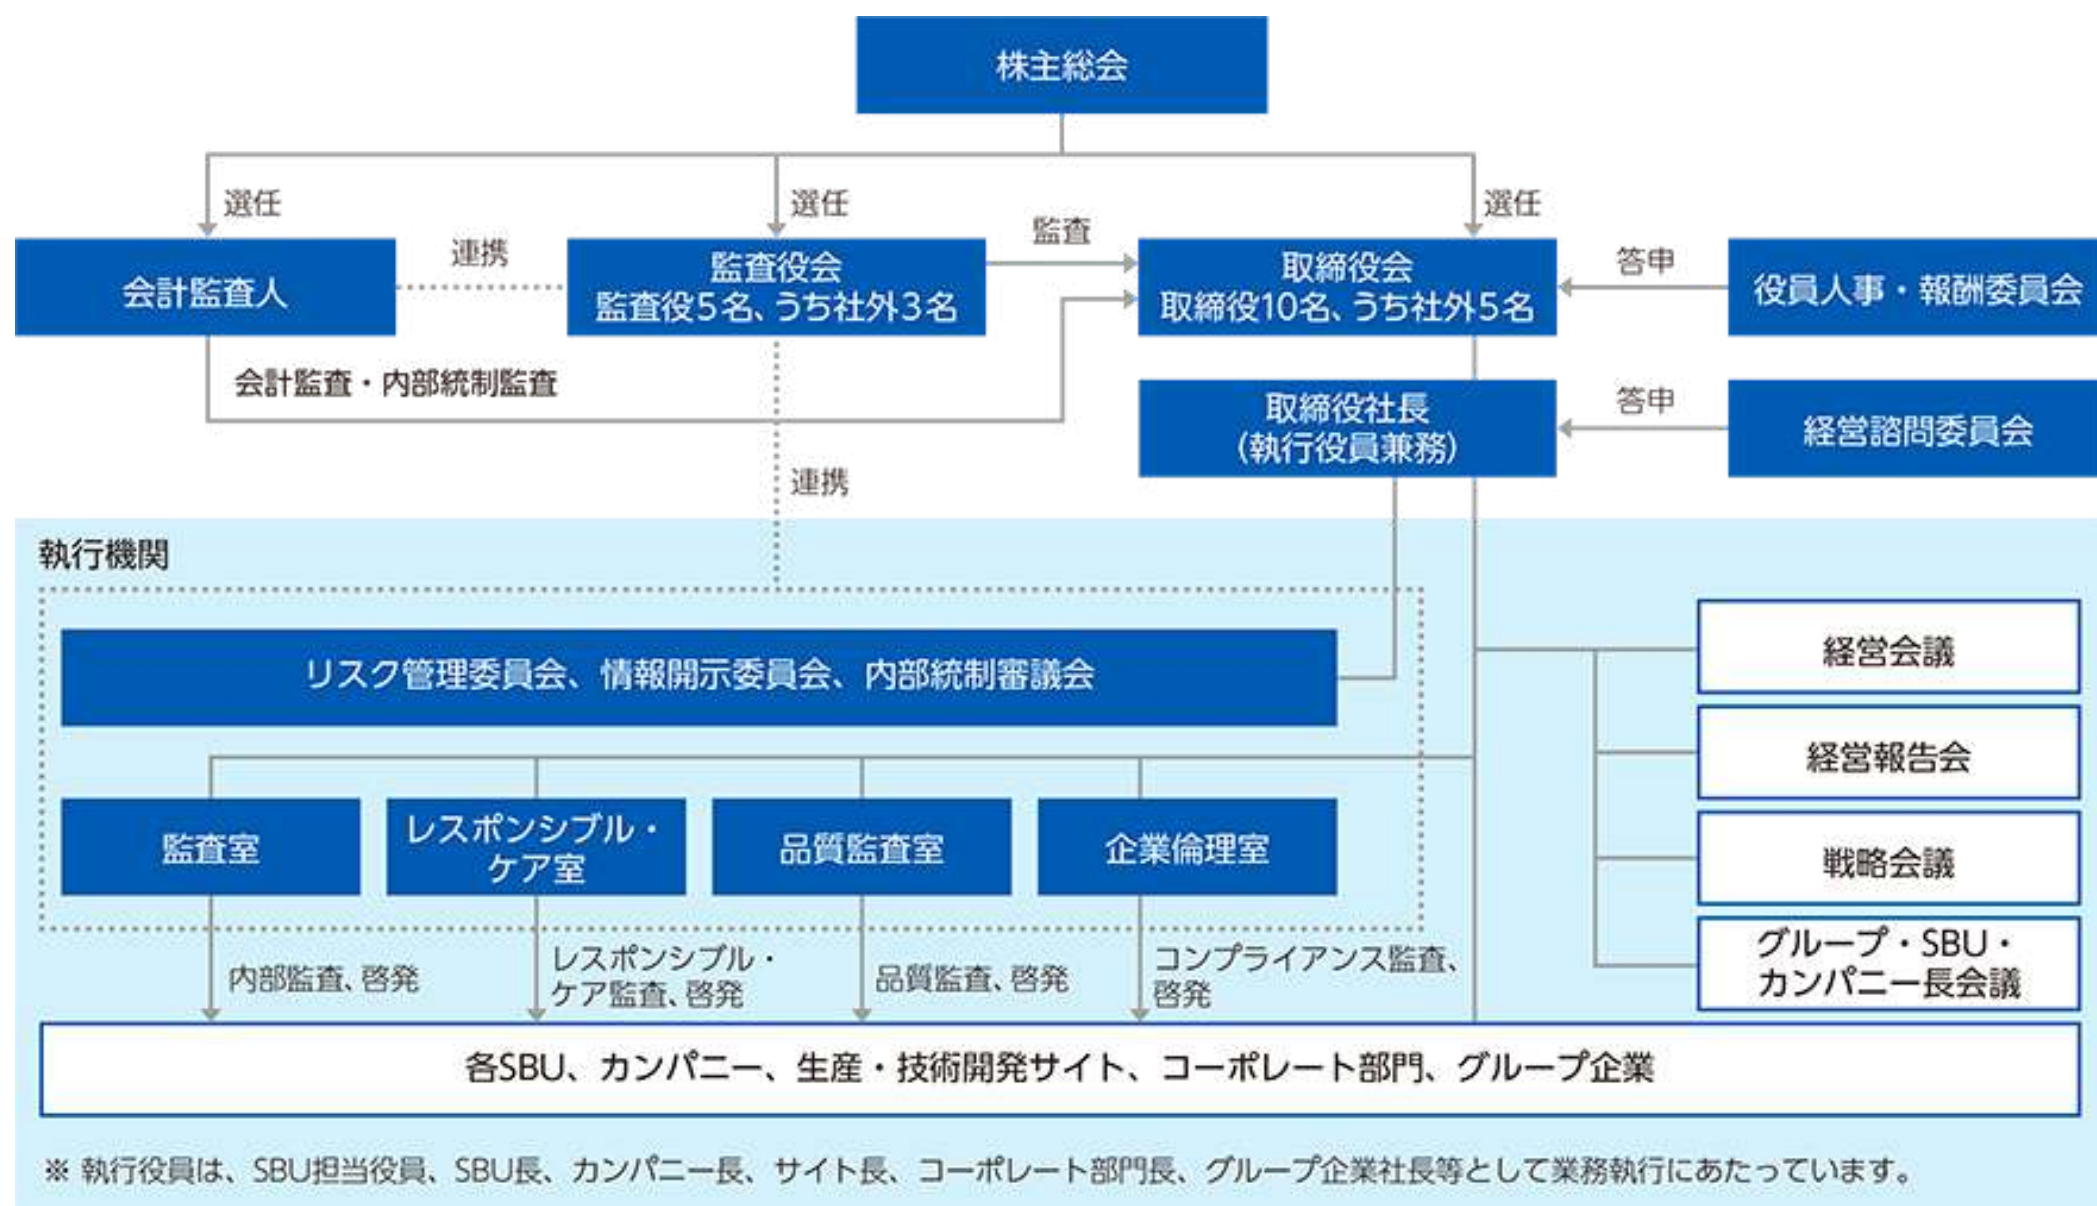 株主総会
選任
選任
選任
会計監査人
連携
監査役会
監査役5名、うち社外3名
監査
取締役会
取締役10名、うち社外5名
答申
役員人事・報酬委員会
会計監査・内部統制監査
取締役社長
(執行役員兼務)
答申
経営諮問委員会
連携
執行機関
リスク管理委員会、情報開示委員会、内部統制審議会
経営会議
経営報告会
戦略会議
グループ・SBU・
カンパニー長会議
監査室
レスポンシブル・
ケア室
品質監査室
企業倫理室
内部監査、啓発
レスポンシブル・
ケア監査、啓発
品質監査、啓発
コンプライアンス監査、
啓発
各SBU、カンパニー、生産・技術開発サイト、コーポレート部門、グループ企業
※ 執行役員は、SBU担当役員、SBU長、カンパニー長、サイト長、コーポレート部門長、グループ企業社長等として業務執行にあたっています。